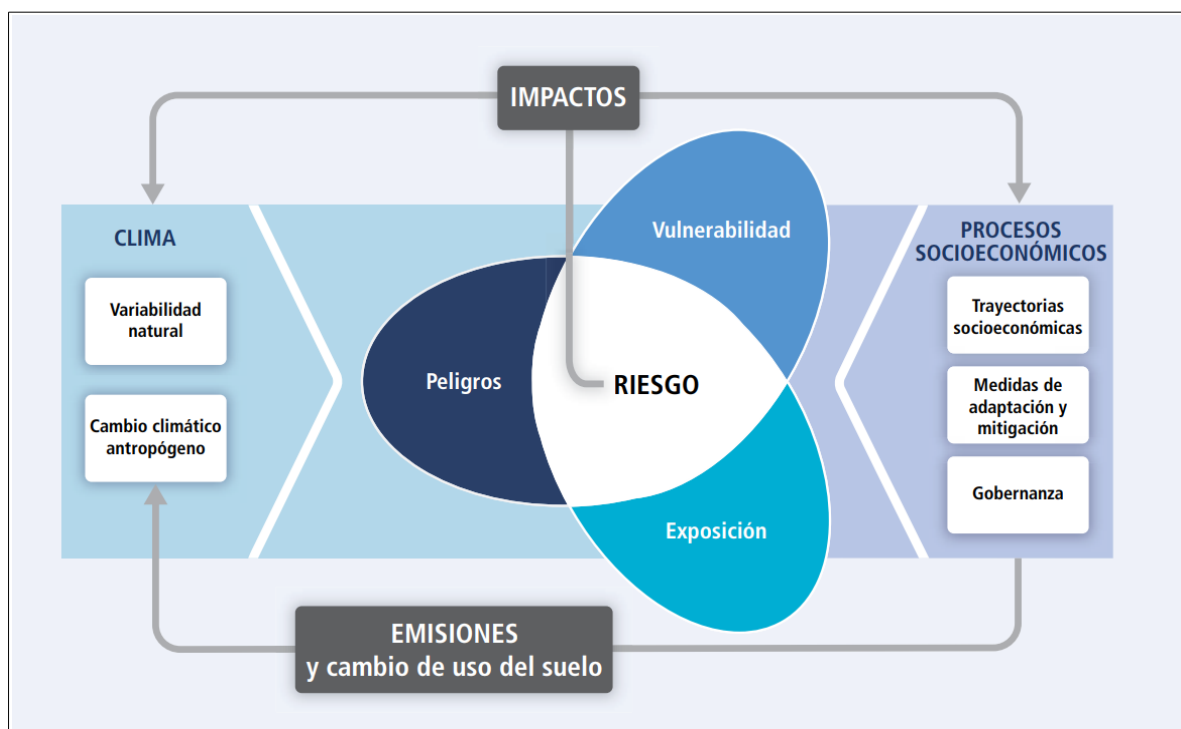 IMPACTOS
CLIMA
Variabilidad
natural
Cambio climático
antropógeno
Vulnerabilidad
Peligros
RIESGO
Exposición
PROCESOS
SOCIOECONÓMICOS
Trayectorias
socioeconómicas
Medidas de
adaptación y
mitigación
Gobernanza
EMISIONES
y cambio de uso del suelo